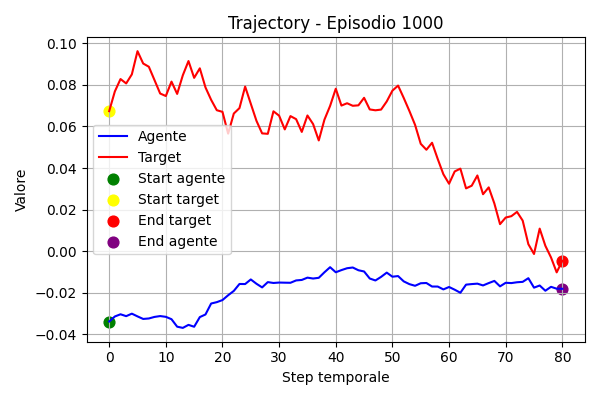 Trajectory - Episodio 1000
Valore
0.10
0.08
0.06
0.04
0.02
0.00
−0.02
−0.04
Agente
Target
Start agente
Start target
End target
End agente
0 10 20 30 40 50 60 70 80
Step temporale